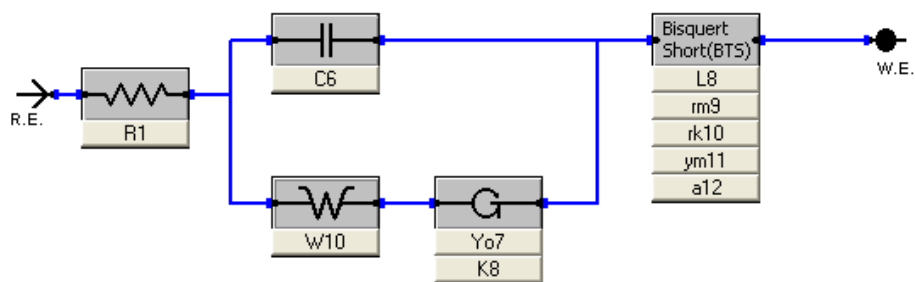 R.E.
R1
C6
W
W10
G
Yo7
K8
Bisquert
Short(BTS)
L8
rm9
rk10
ym11
a12
W.E.